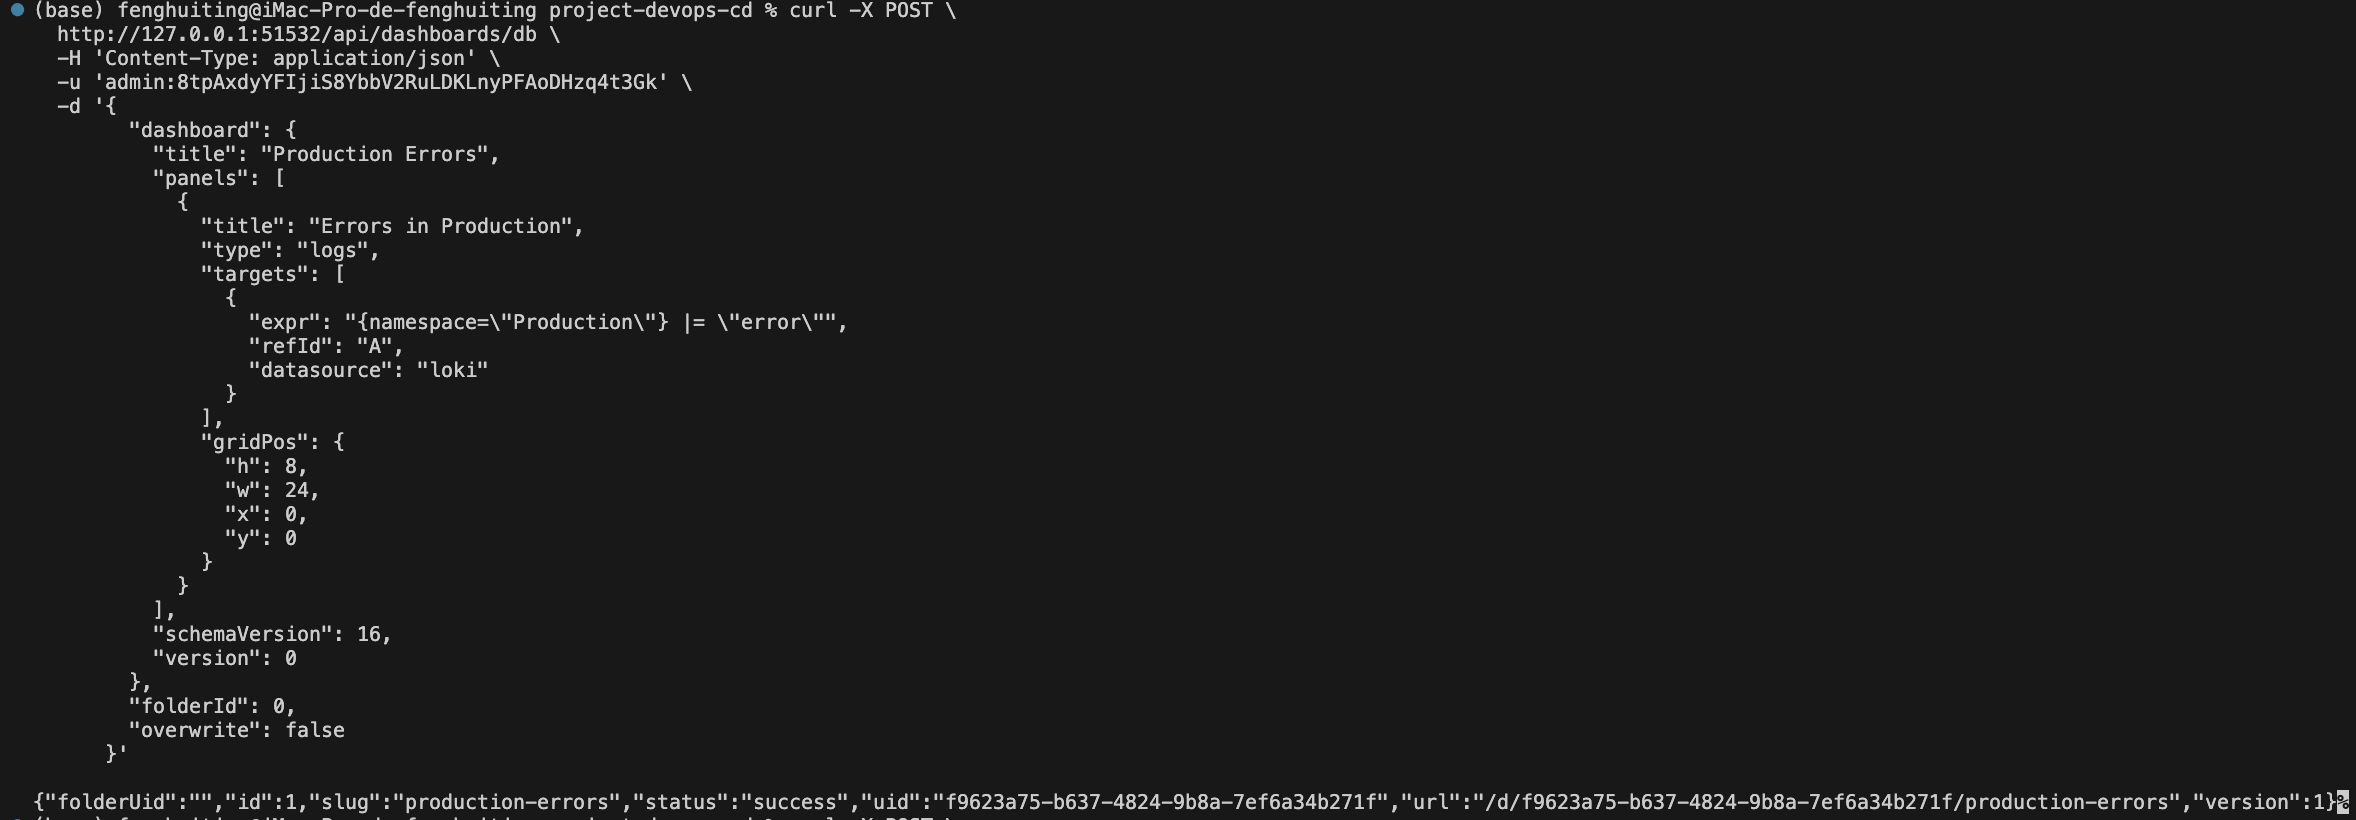 (base) fenghuiting@iMac-Pro-de-fenghuiting project-devops-cd % curl -X POST \
  http://127.0.0.1:51532/api/dashboards/db \
  -H 'Content-Type: application/json' \
  -u 'admin:8tpAxdyYFIjiS8YbbV2RuLDKLnyPFAoDHzq4t3Gk' \
  -d '{
        "dashboard": {
          "title": "Production Errors",
          "panels": [
            {
              "title": "Errors in Production",
              "type": "logs",
              "targets": [
                {
                  "expr": "{namespace=\"Production\"} |= \"error\"",
                  "refId": "A",
                  "datasource": "loki"
                }
              ],
              "gridPos": {
                "h": 8,
                "w": 24,
                "x": 0,
                "y": 0
              }
            }
          ],
          "schemaVersion": 16,
          "version": 0
        },
        "folderId": 0,
        "overwrite": false
      }'
{"folderUid":"","id":1,"slug":"production-errors","status":"success","uid":"f9623a75-b637-4824-9b8a-7ef6a34b271f","url":"/d/f9623a75-b637-4824-9b8a-7ef6a34b271f/production-errors","version":1}%